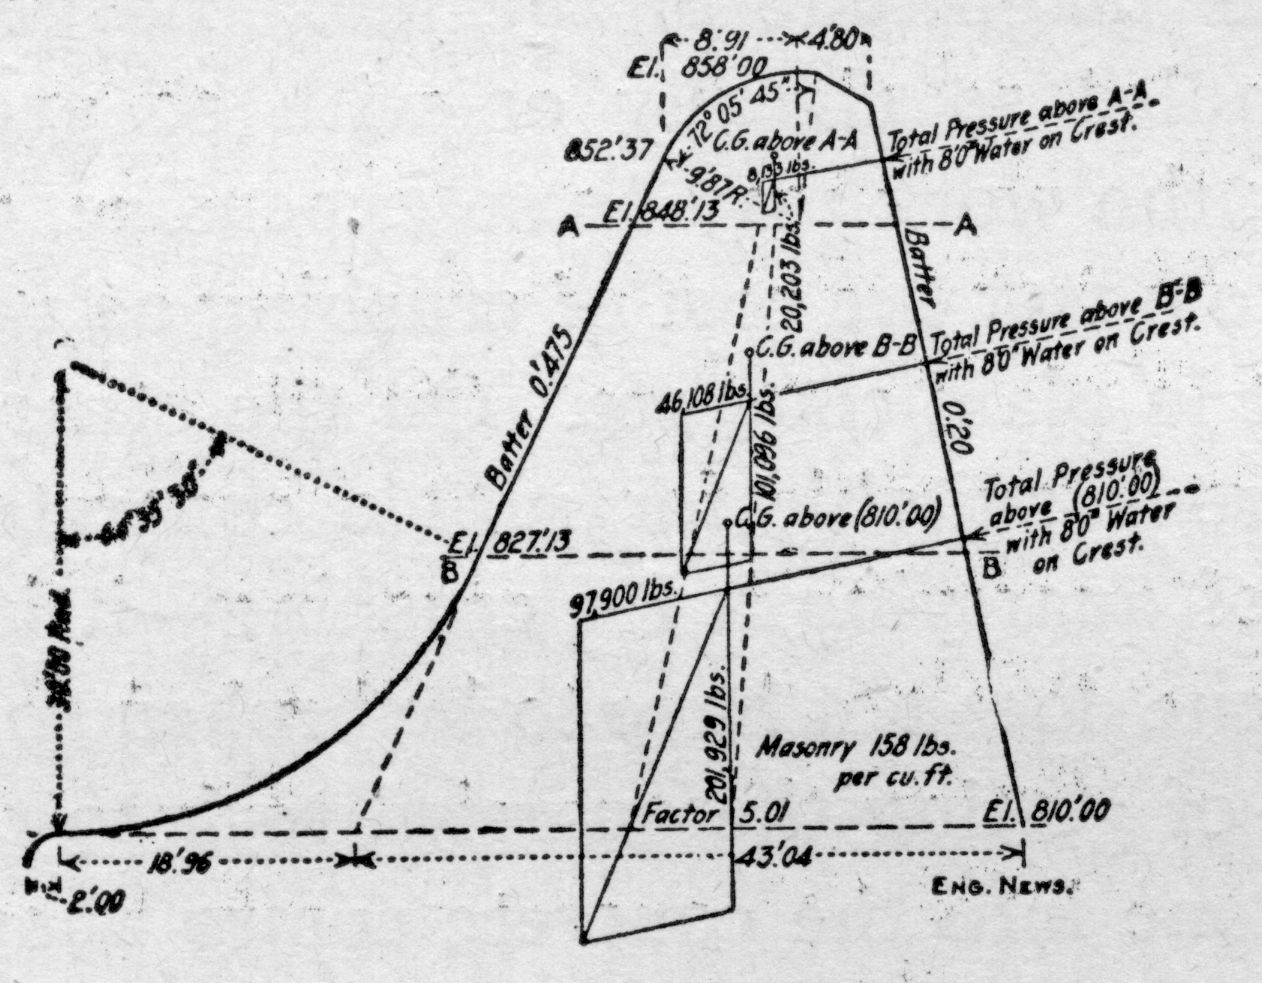 8.'91 4.'80
El. 858.'00
72° 05' 45"
852.'37
C.G. above A-A
8,133 lbs.
9.'87 R.
Total Pressure above A-A
with 8'0" Water on Crest.
A El. 848.'13 A
20,203 lbs.
Batter
0.'20
Batter 0.'475
C.G. above B-B
Total Pressure above B-B
with 8'0" Water on Crest.
46,108 lbs.
101,096 lbs.
C.G. above (810.'00)
Total Pressure
above (810.'00)
with 8'0" Water
on Crest.
35' 30"
Rad.
El. 827.'13
B B
97,900 lbs.
201,929 lbs.
Masonry 158 lbs.
per cu. ft.
Factor 5.01
El. 810.'00
18.'96 43.'04
2.'00
ENG. NEWS.